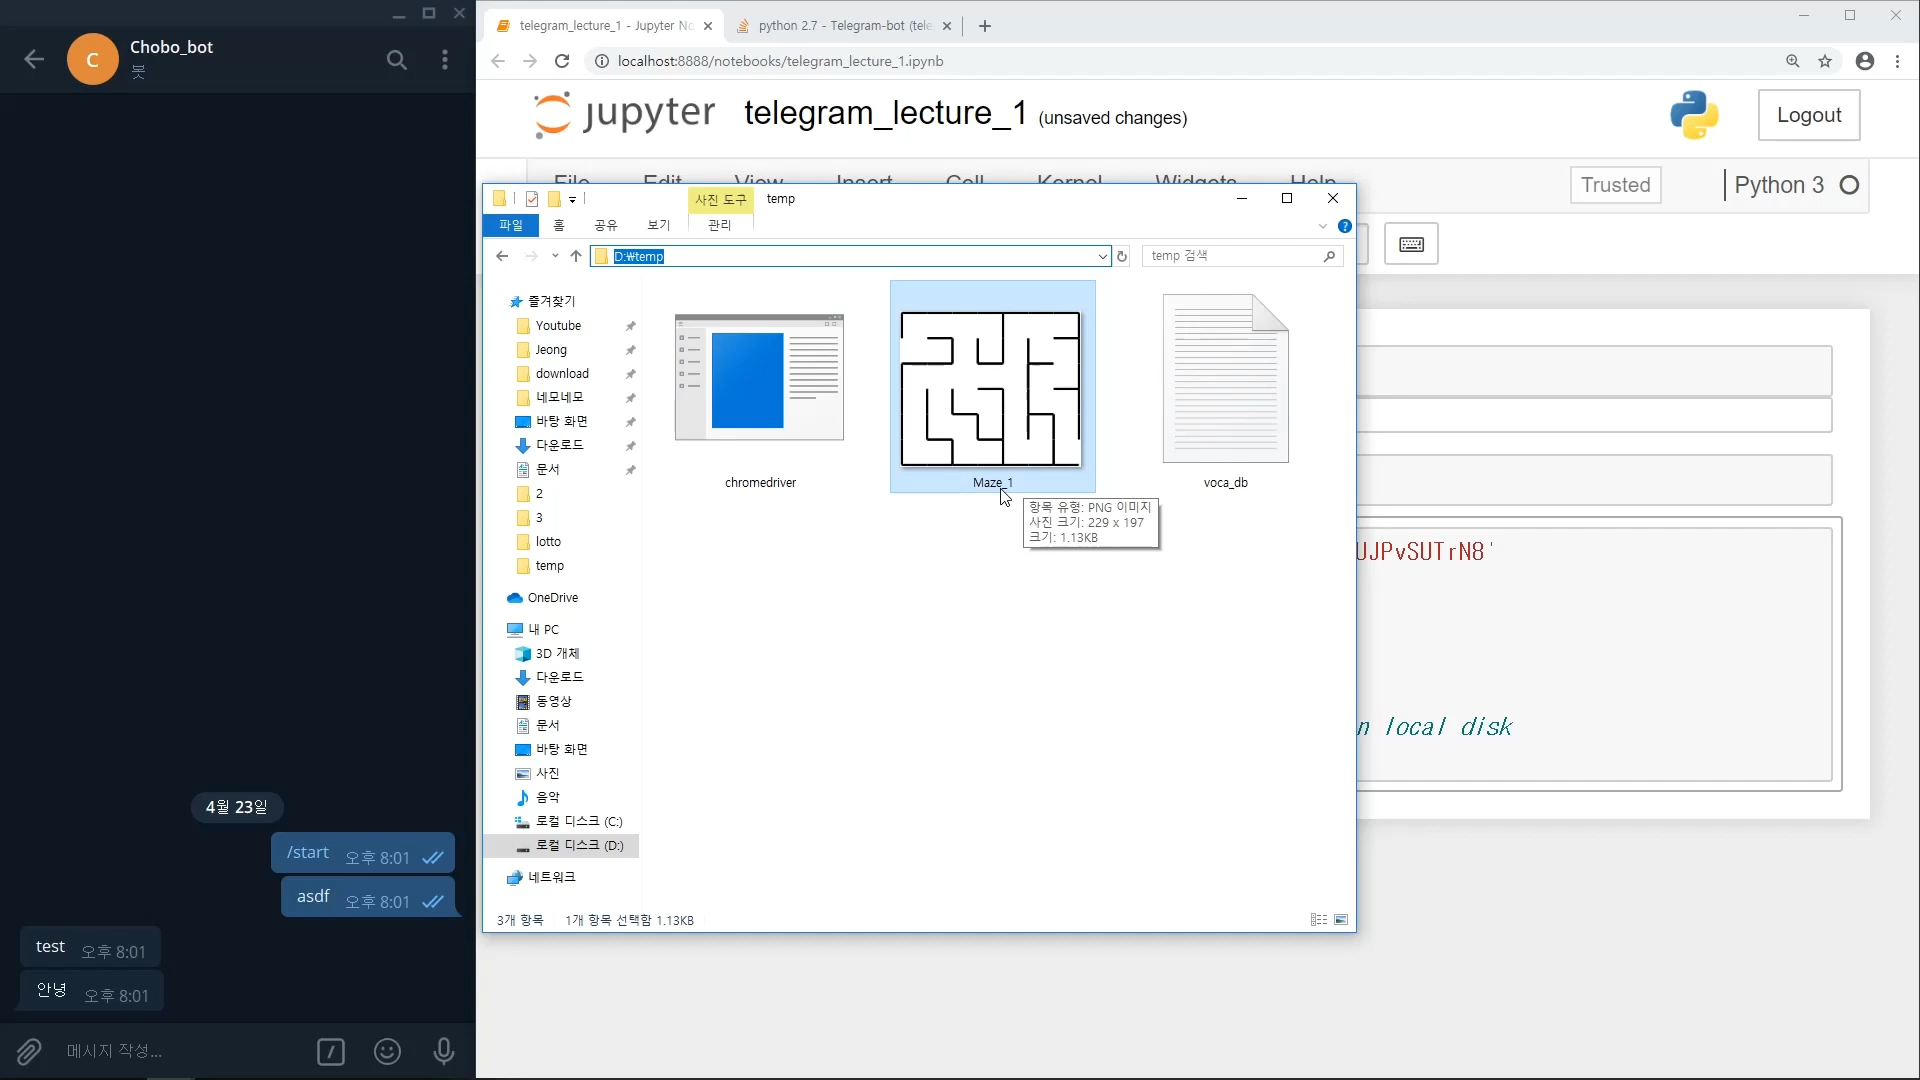 Chobo_bot
봇
C
4월 23일
/start 오후 8:01
asdf 오후 8:01
test 오후 8:01
안녕 오후 8:01
메시지 작성...
telegram_lecture_1 - Jupyter No
python 2.7 - Telegram-bot (tele
localhost:8888/notebooks/telegram_lecture_1.ipynb
jupyter telegram_lecture_1 (unsaved changes)
Logout
File Edit View Insert Cell Kernel Widgets Help
Trusted
Python 3
사진 도구 temp
파일 홈 공유 보기 관리
D:₩temp
temp 검색
즐겨찾기
Youtube
Jeong
download
네모네모
바탕 화면
다운로드
문서
2
3
lotto
temp
OneDrive
내 PC
3D 개체
다운로드
동영상
문서
바탕 화면
사진
음악
로컬 디스크 (C:)
로컬 디스크 (D:)
네트워크
chromedriver
Maze_1
voca_db
항목 유형: PNG 이미지
사진 크기: 229 x 197
크기: 1.13KB
3개 항목 1개 항목 선택함 1.13KB
UJPvSUTrN8'
n local disk